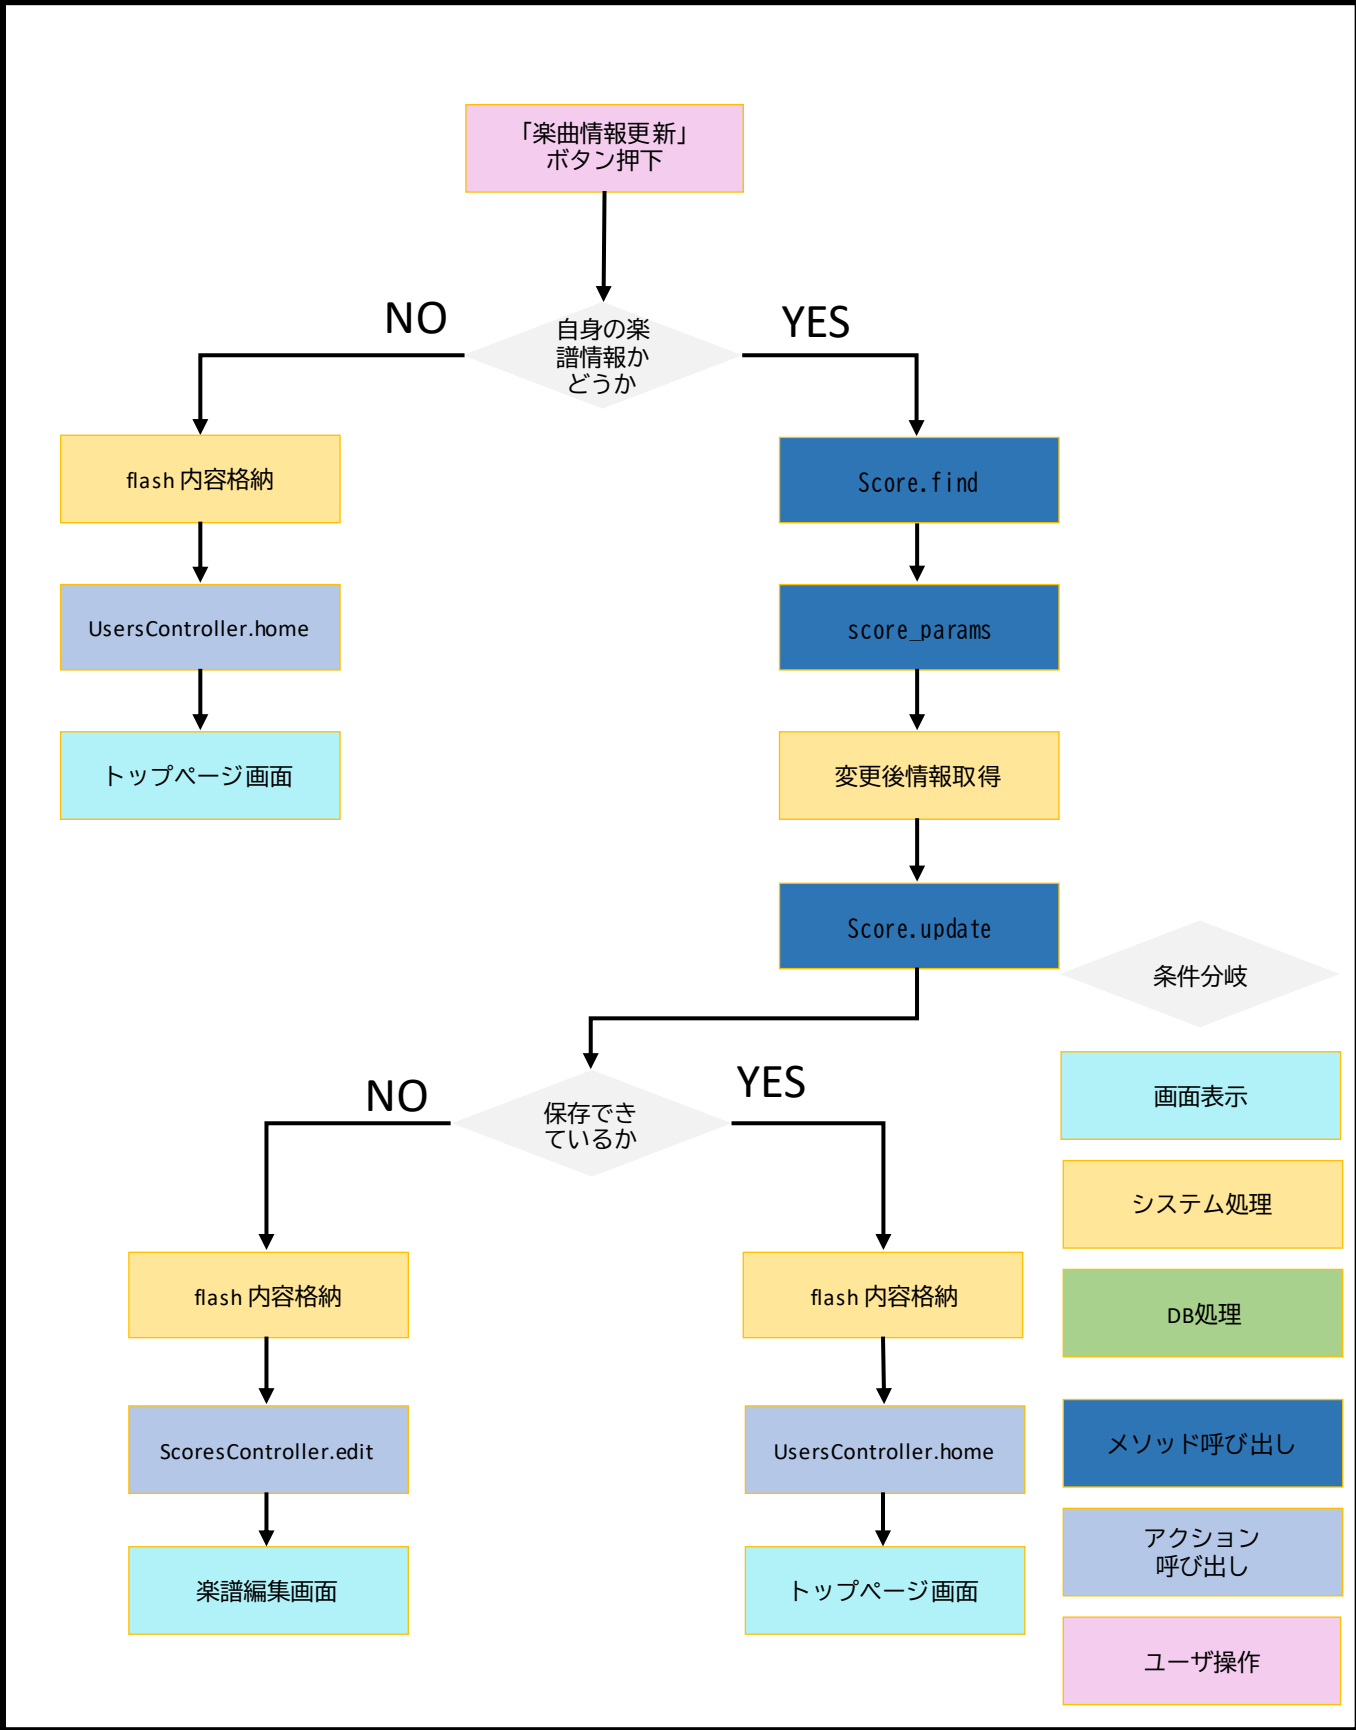 「楽曲情報更新」
ボタン押下
NO
YES
自身の楽
譜情報か
どうか
flash 内容格納
Score.find
UsersController.home
score_params
トップページ画面
変更後情報取得
Score.update
条件分岐
NO
YES
保存でき
ているか
画面表示
システム処理
flash 内容格納
flash 内容格納
DB処理
ScoresController.edit
UsersController.home
メソッド呼び出し
アクション
呼び出し
楽譜編集画面
トップページ画面
ユーザ操作